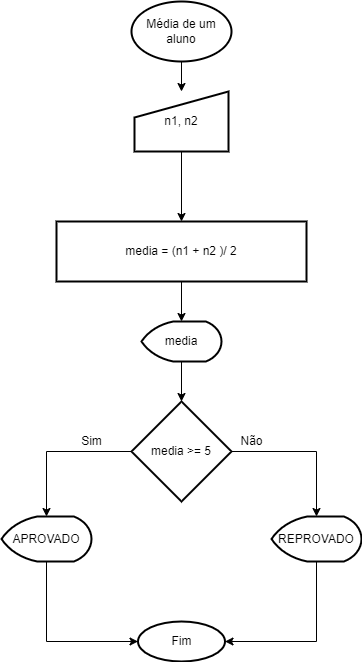 Média de um
aluno
n1, n2
media = (n1 + n2 )/ 2
media
media >= 5
Sim
Não
APROVADO
REPROVADO
Fim